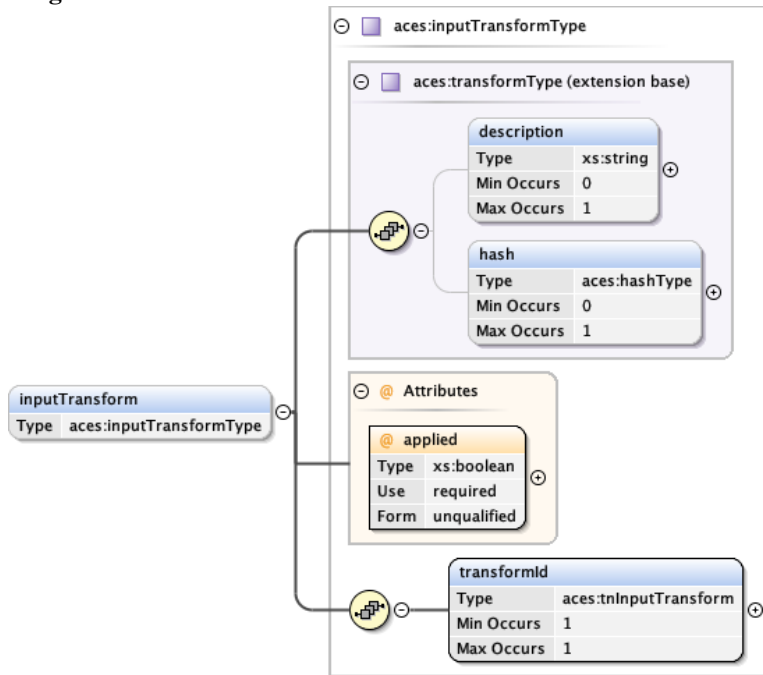 aces:inputTransformType
aces:transformType (extension base)
description
Type xs:string
Min Occurs 0
Max Occurs 1
hash
Type aces:hashType
Min Occurs 0
Max Occurs 1
inputTransform
Type aces:inputTransformType
@ Attributes
@ applied
Type xs:boolean
Use required
Form unqualified
transformId
Type aces:tnInputTransform
Min Occurs 1
Max Occurs 1